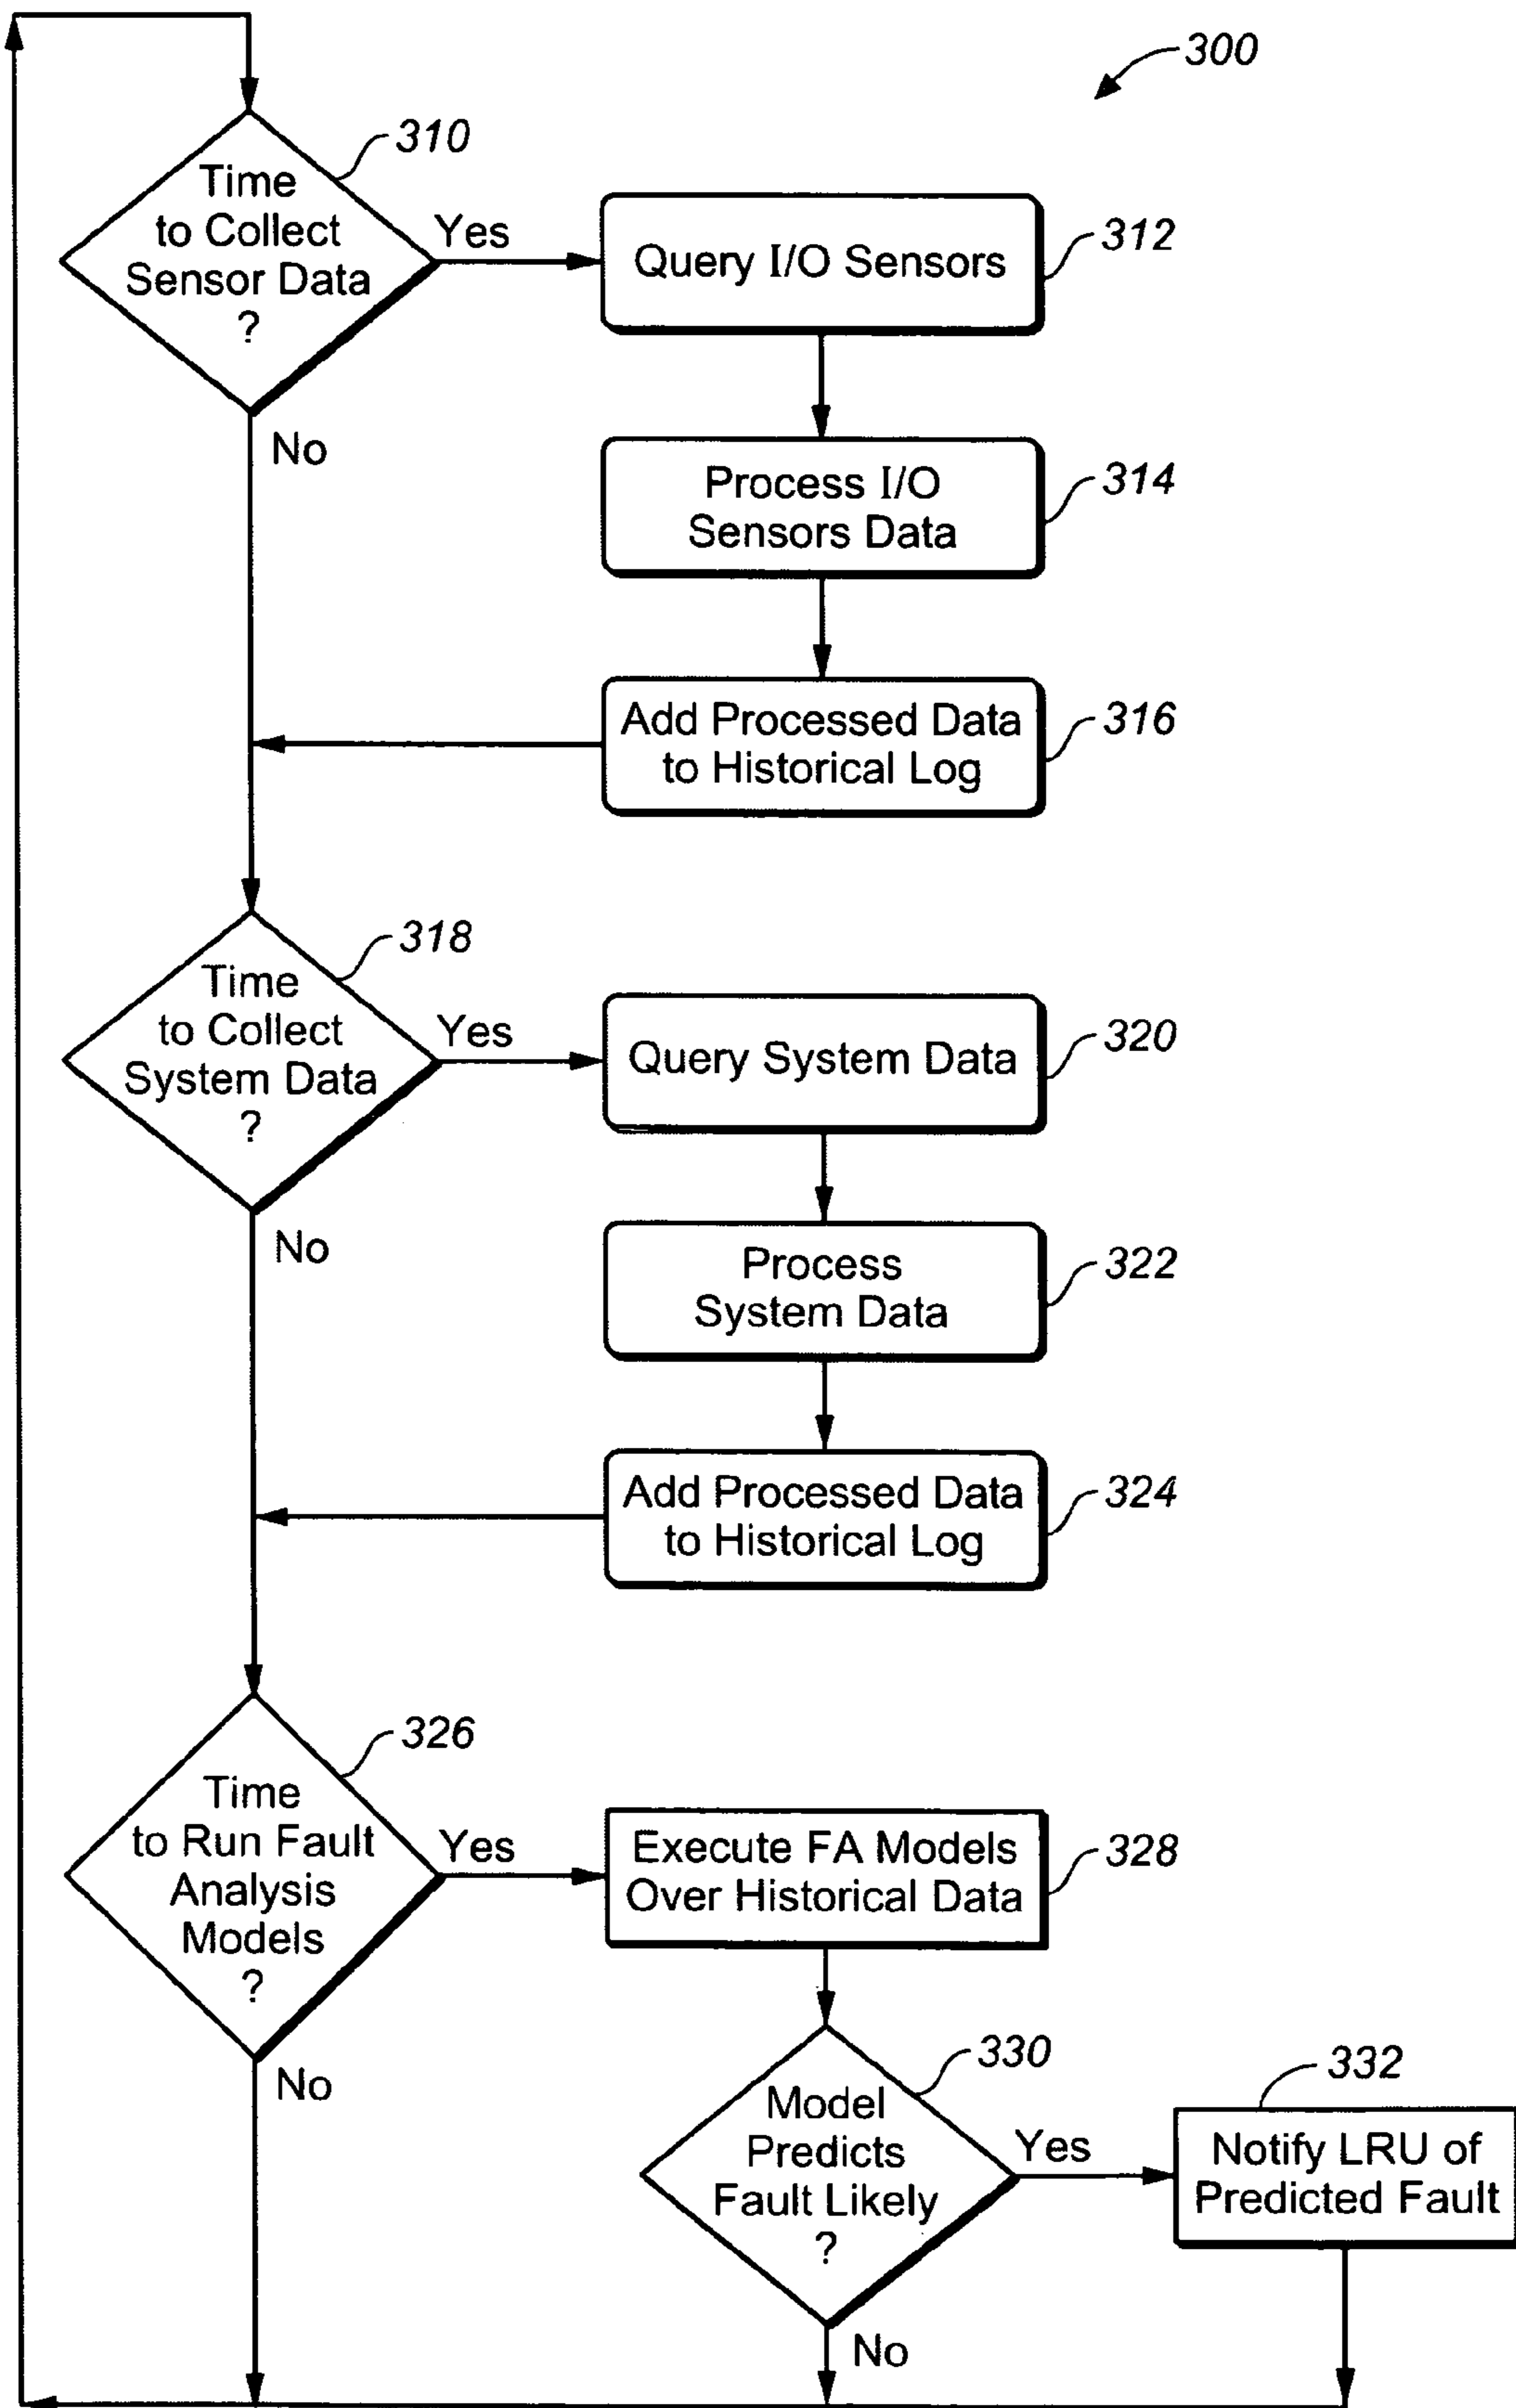 300
310
Time
to Collect
Sensor Data
?
Yes
No
Query I/O Sensors
312
Process I/O
Sensors Data
314
Add Processed Data
to Historical Log
316
318
Time
to Collect
System Data
?
Yes
No
Query System Data
320
Process
System Data
322
Add Processed Data
to Historical Log
324
326
Time
to Run Fault
Analysis
Models
?
Yes
No
Execute FA Models
Over Historical Data
328
330
Model
Predicts
Fault Likely
?
Yes
No
332
Notify LRU of
Predicted Fault